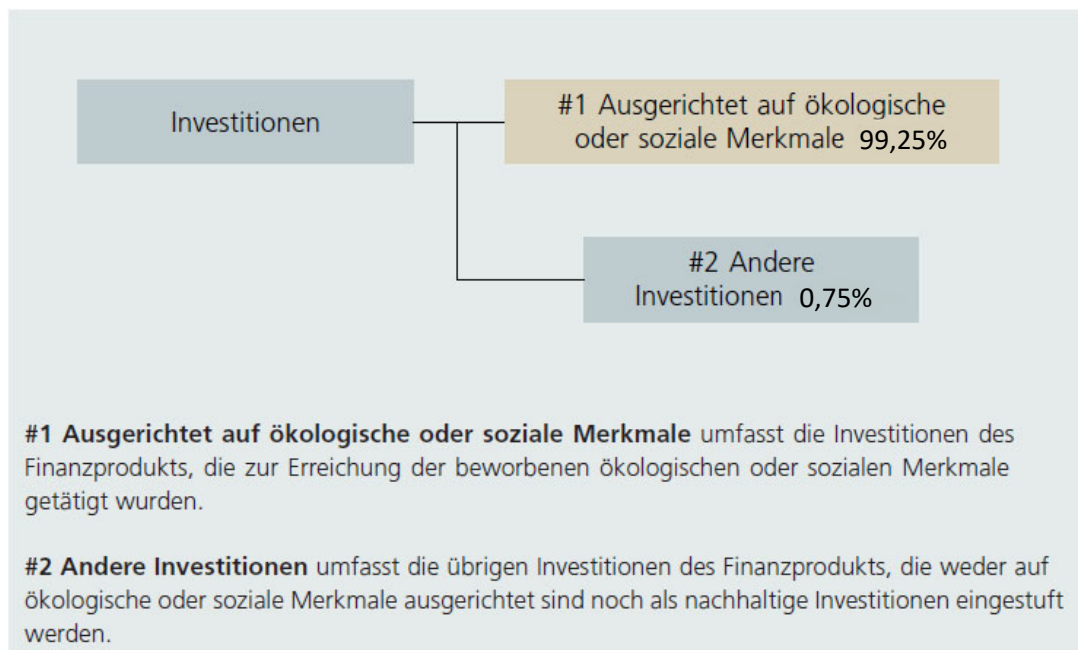 Investitionen
#1 Ausgerichtet auf ökologische
oder soziale Merkmale 99,25%
#2 Andere
Investitionen 0,75%
#1 Ausgerichtet auf ökologische oder soziale Merkmale umfasst die Investitionen des
Finanzprodukts, die zur Erreichung der beworbenen ökologischen oder sozialen Merkmale
getätigt wurden.
#2 Andere Investitionen umfasst die übrigen Investitionen des Finanzprodukts, die weder auf
ökologische oder soziale Merkmale ausgerichtet sind noch als nachhaltige Investitionen eingestuft
werden.